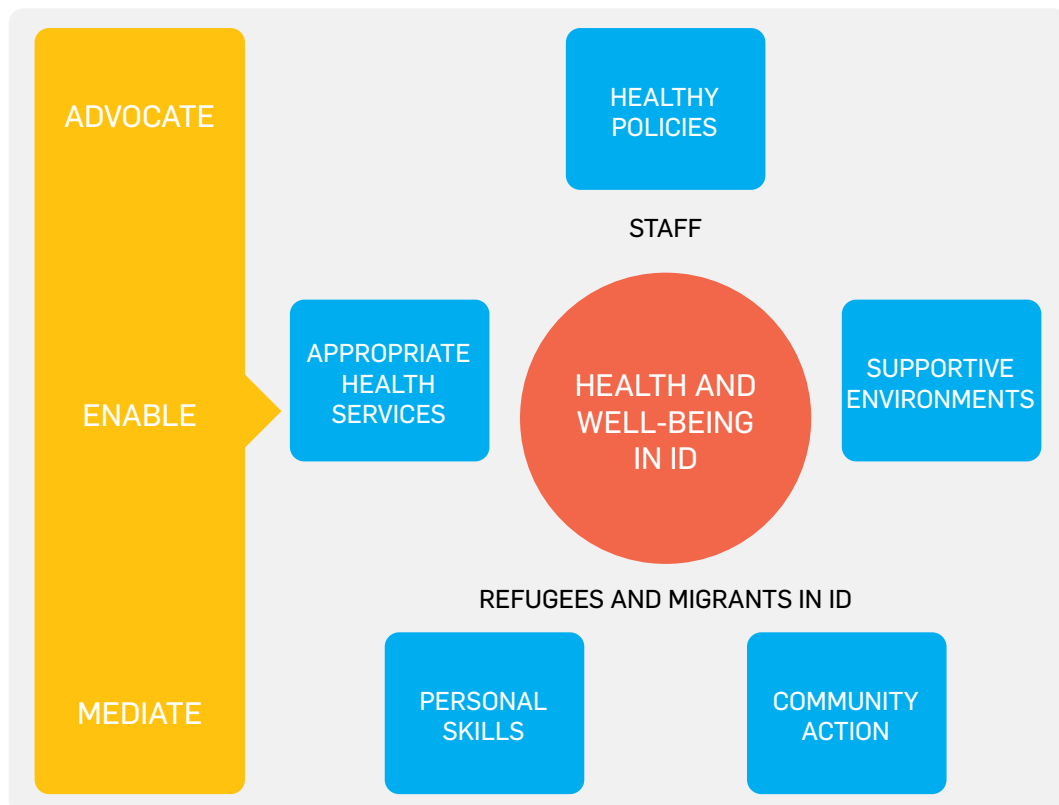 ADVOCATE
ENABLE
MEDIATE
HEALTHY
POLICIES
STAFF
APPROPRIATE
HEALTH
SERVICES
HEALTH AND
WELL-BEING
IN ID
SUPPORTIVE
ENVIRONMENTS
REFUGEES AND MIGRANTS IN ID
PERSONAL
SKILLS
COMMUNITY
ACTION